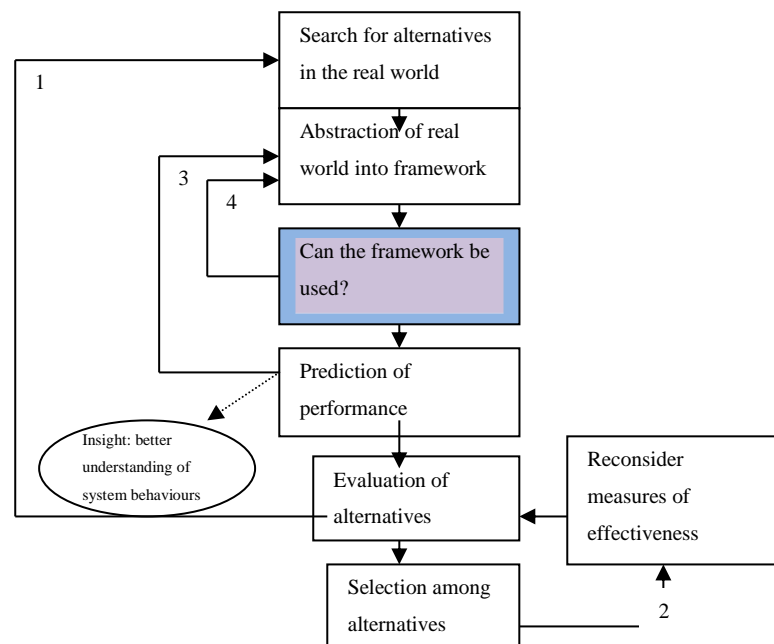 Search for alternatives
in the real world
1
Abstraction of real
world into framework
3
4
Can the framework be
used?
Prediction of
performance
Insight: better
understanding of
system behaviours
Evaluation of
alternatives
Reconsider
measures of
effectiveness
Selection among
alternatives
2